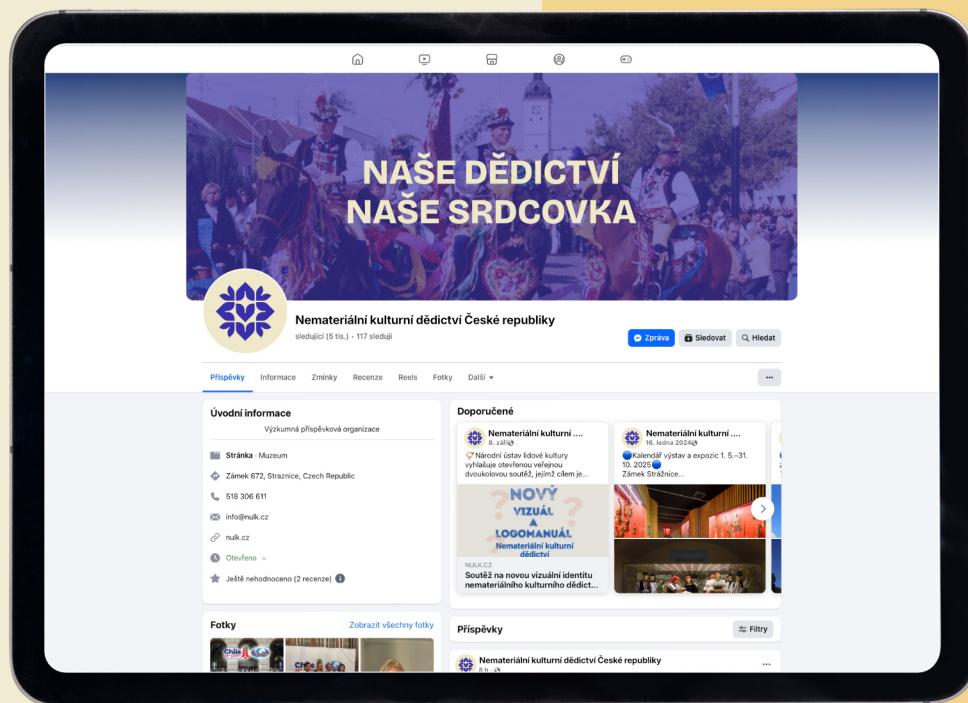 NAŠE DĚDICTVÍ
NAŠE SRDCOVKA
Nemateriální kulturní dědictví České republiky
sledující (5 tis.) · 117 sleduji
Zpráva
Sledovat
Hledat
Příspěvky
Informace
Zmínky
Recenze
Reels
Fotky
Další
Úvodní informace
Výzkumná příspěvková organizace
Stránka · Muzeum
Zámek 672, Straznice, Czech Republic
518 306 611
info@nulk.cz
nulk.cz
Otevřeno
Ještě nehodnoceno (2 recenze)
Fotky
Zobrazit všechny fotky
Chile
Doporučené
Nemateriální kulturní ....
8. září
Národní ústav lidové kultury
vyhlašuje otevřenou veřejnou
dvoukolovou soutěž, jejímž cílem je...
NOVÝ
VIZUÁL
A
LOGOMANUÁL
Nemateriální kulturní
dědictví
NULK.CZ
Soutěž na novou vizuální identitu
nemateriálního kulturního dědict...
Nemateriální kulturní ....
16. ledna 2024
Kalendář výstav a expozic 1. 5.–31.
10. 2025
Zámek Strážnice...
Příspěvky
Filtry
Nemateriální kulturní dědictví České republiky
8 h